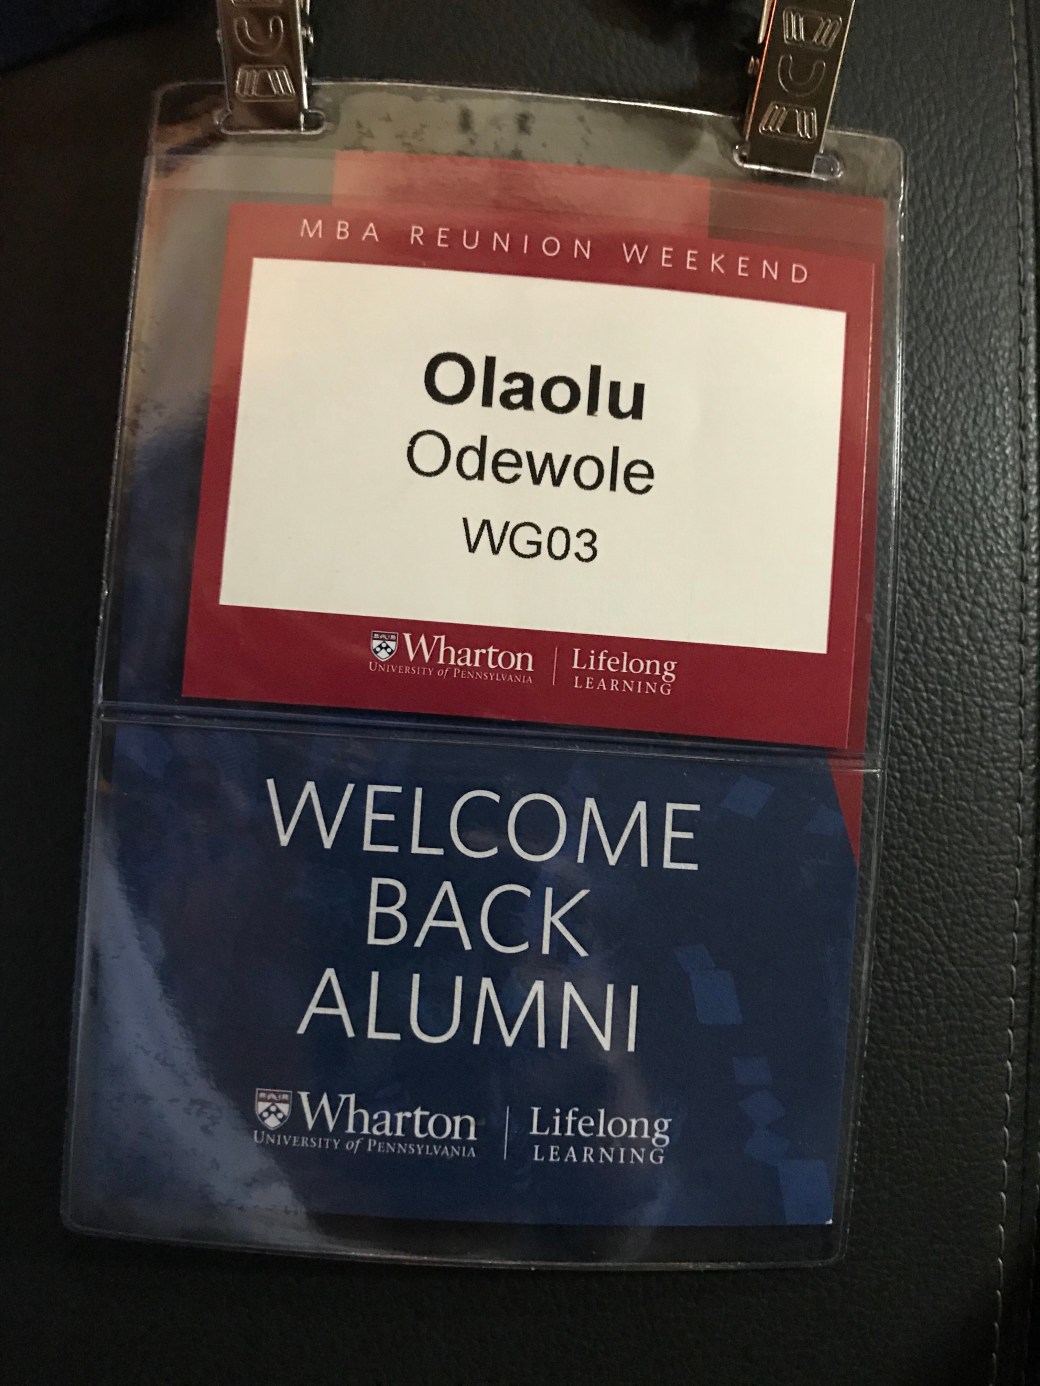 MBA REUNION WEEKEND
Olaolu
Odewole
WG03
Wharton
UNIVERSITY of PENNSYLVANIA
Lifelong
LEARNING
WELCOME
BACK
ALUMNI
Wharton
UNIVERSITY of PENNSYLVANIA
Lifelong
LEARNING